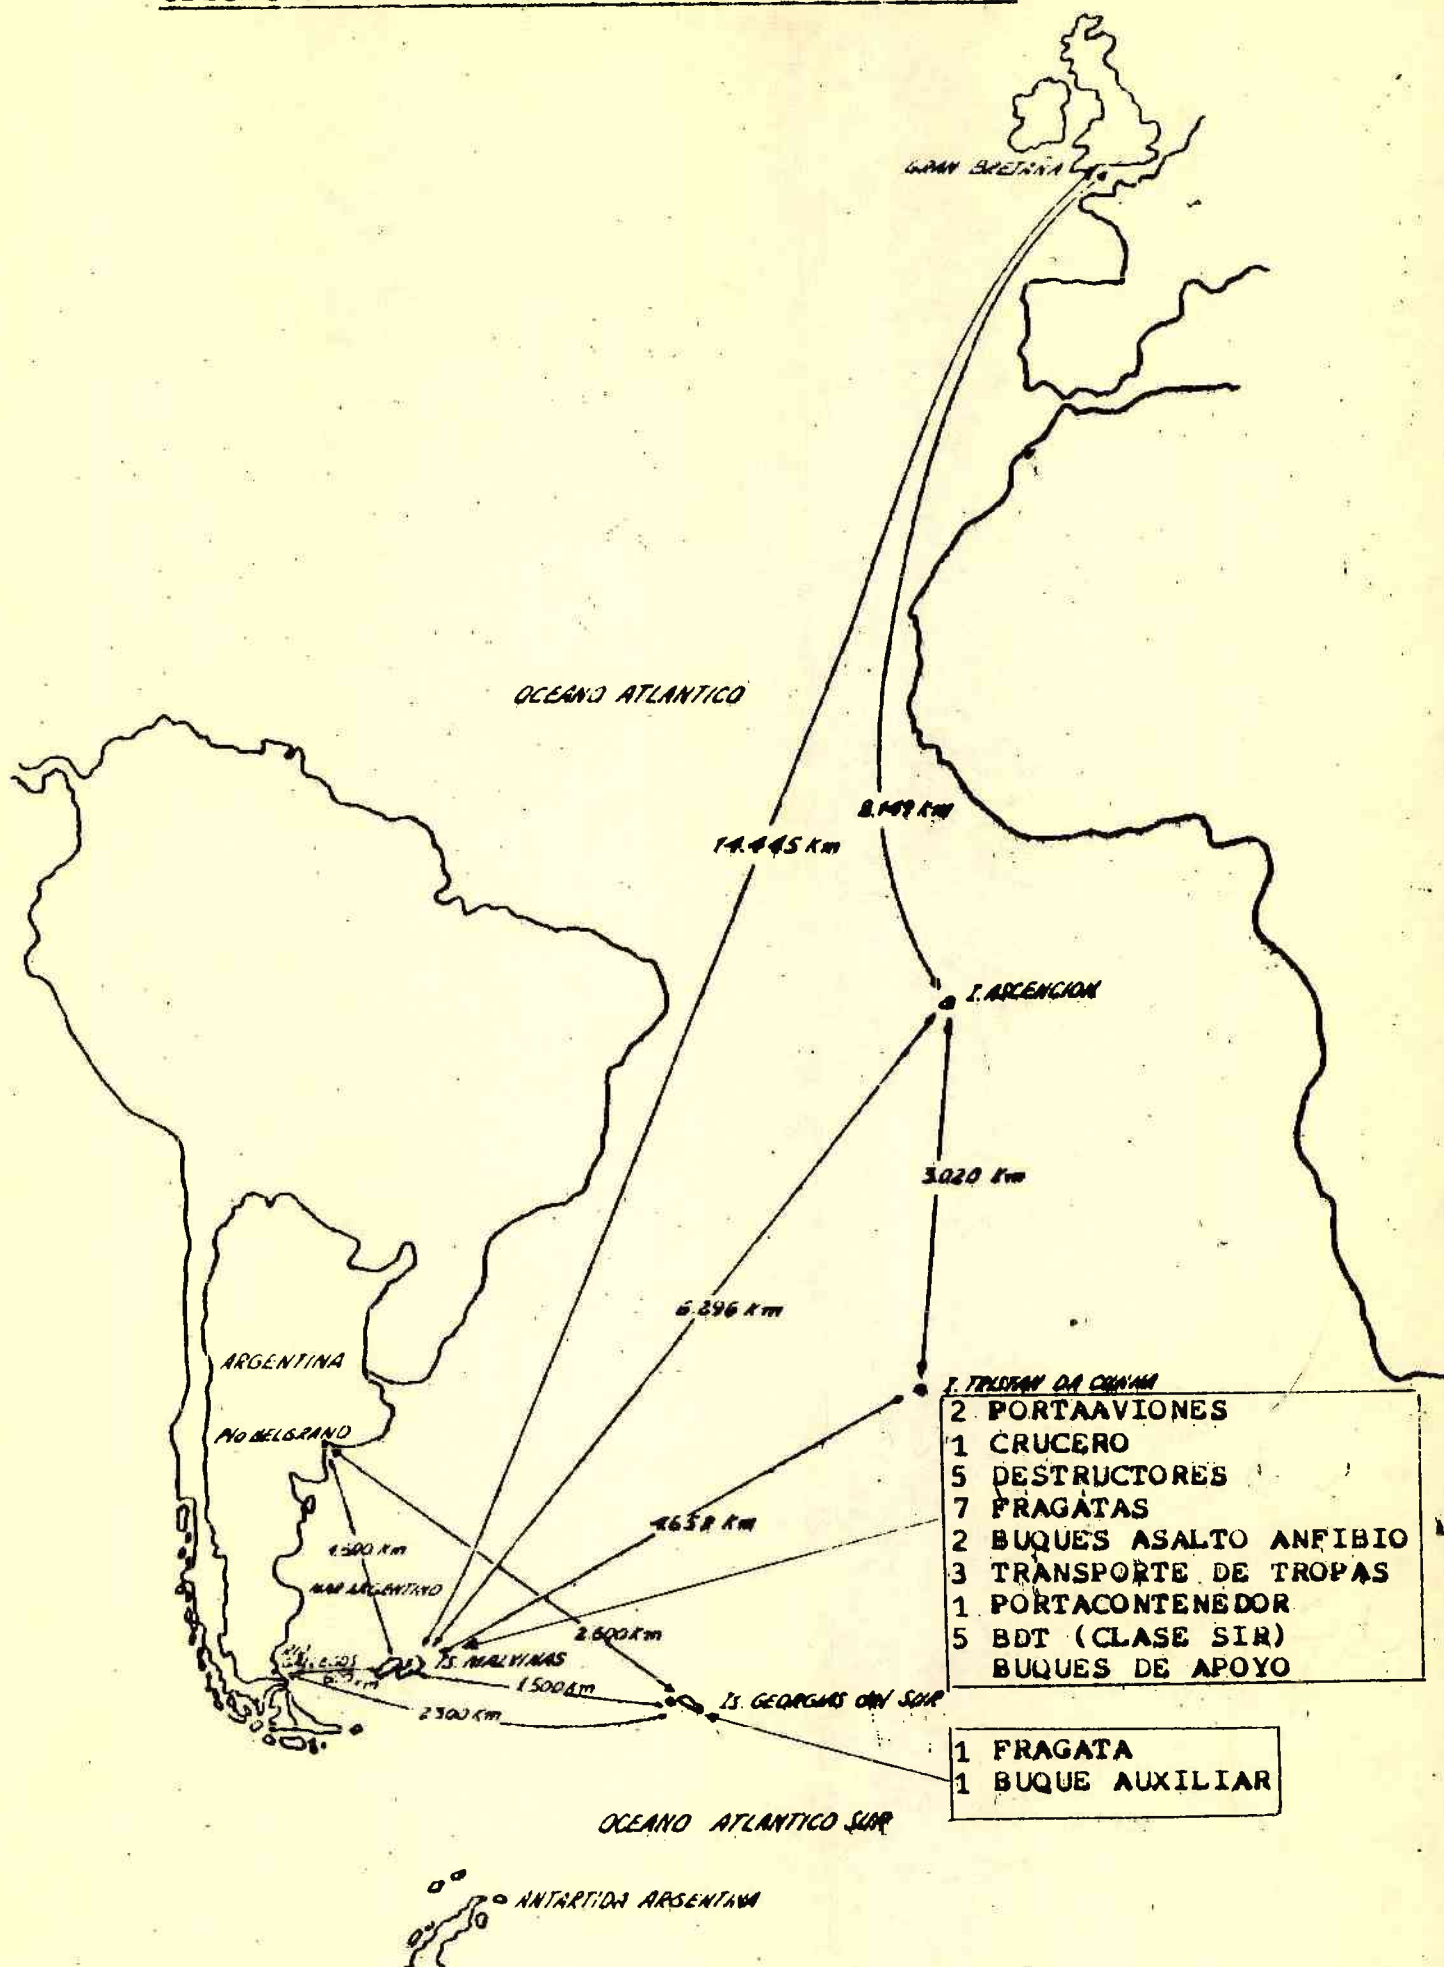 GRAN BRETAÑA
OCEANO ATLANTICO
8.149 Km
14.445 Km
I. ASCENCION
3.020 Km
6.296 Km
ARGENTINA
I. TRISTAN DA CUNHA
2 PORTAAVIONES
1 CRUCERO
5 DESTRUCTORES
7 FRAGATAS
2 BUQUES ASALTO ANFIBIO
3 TRANSPORTE DE TROPAS
1 PORTACONTENEDOR
5 BDT (CLASE SIR)
BUQUES DE APOYO
PTO BELGRANO
4.658 Km
1.500 Km
MAR ARGENTINO
2.600 Km
IS. MALVINAS
1.500 Km
IS. GEORGIAS DEL SUR
2.300 Km
1 FRAGATA
1 BUQUE AUXILIAR
OCEANO ATLANTICO SUR
ANTARTIDA ARGENTINA